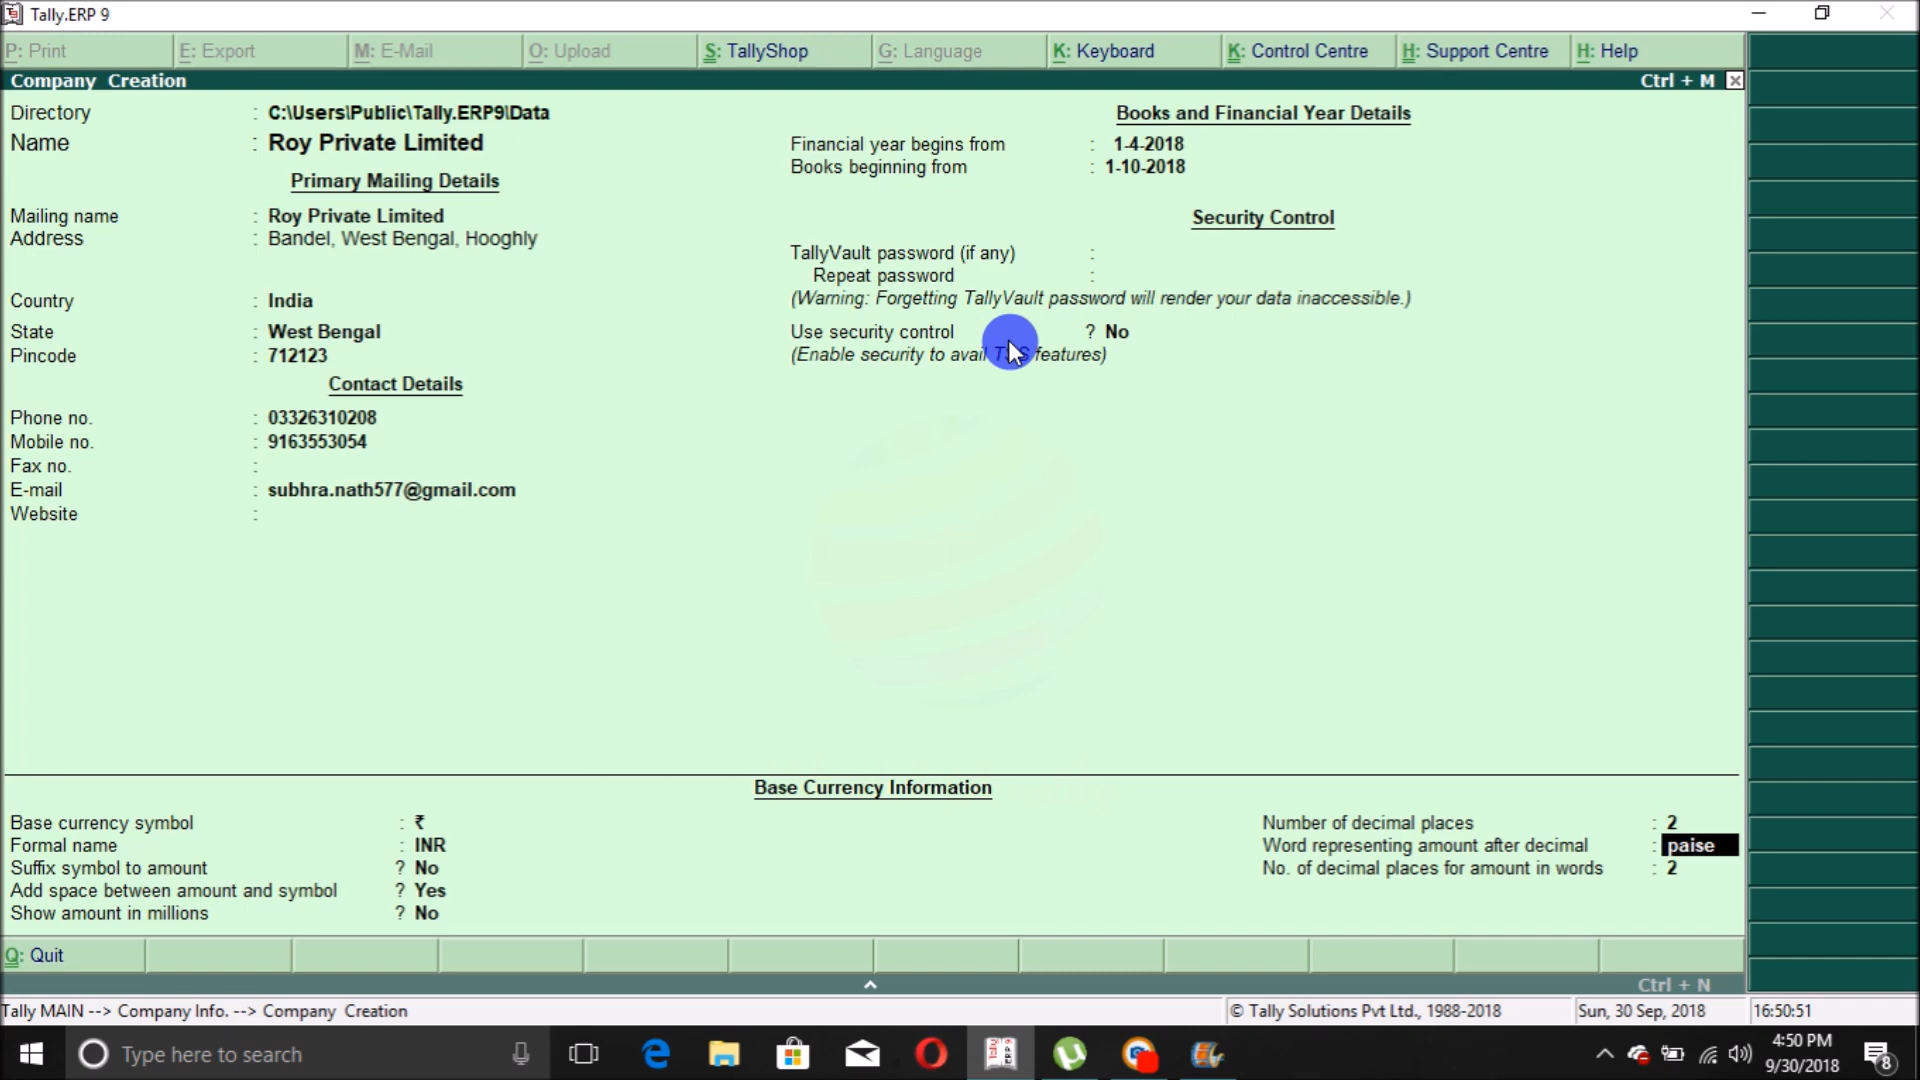 Tally.ERP 9
P: Print E: Export M: E-Mail O: Upload S: TallyShop G: Language K: Keyboard K: Control Centre H: Support Centre H: Help
Company Creation Ctrl + M
Directory : C:\Users\Public\Tally.ERP9\Data
Name : Roy Private Limited
Primary Mailing Details
Mailing name : Roy Private Limited
Address : Bandel, West Bengal, Hooghly
Country : India
State : West Bengal
Pincode : 712123
Contact Details
Phone no. : 03326310208
Mobile no. : 9163553054
Fax no. :
E-mail : subhra.nath577@gmail.com
Website :
Books and Financial Year Details
Financial year begins from : 1-4-2018
Books beginning from : 1-10-2018
Security Control
TallyVault password (if any) :
Repeat password :
(Warning: Forgetting TallyVault password will render your data inaccessible.)
Use security control ? No
(Enable security to avail TSS features)
Base Currency Information
Base currency symbol : ₹
Formal name : INR
Suffix symbol to amount ? No
Add space between amount and symbol ? Yes
Show amount in millions ? No
Number of decimal places : 2
Word representing amount after decimal : paise
No. of decimal places for amount in words : 2
Q: Quit
Ctrl + N
Tally MAIN --> Company Info. --> Company Creation © Tally Solutions Pvt Ltd., 1988-2018 Sun, 30 Sep, 2018 16:50:51
Type here to search
4:50 PM
9/30/2018
8